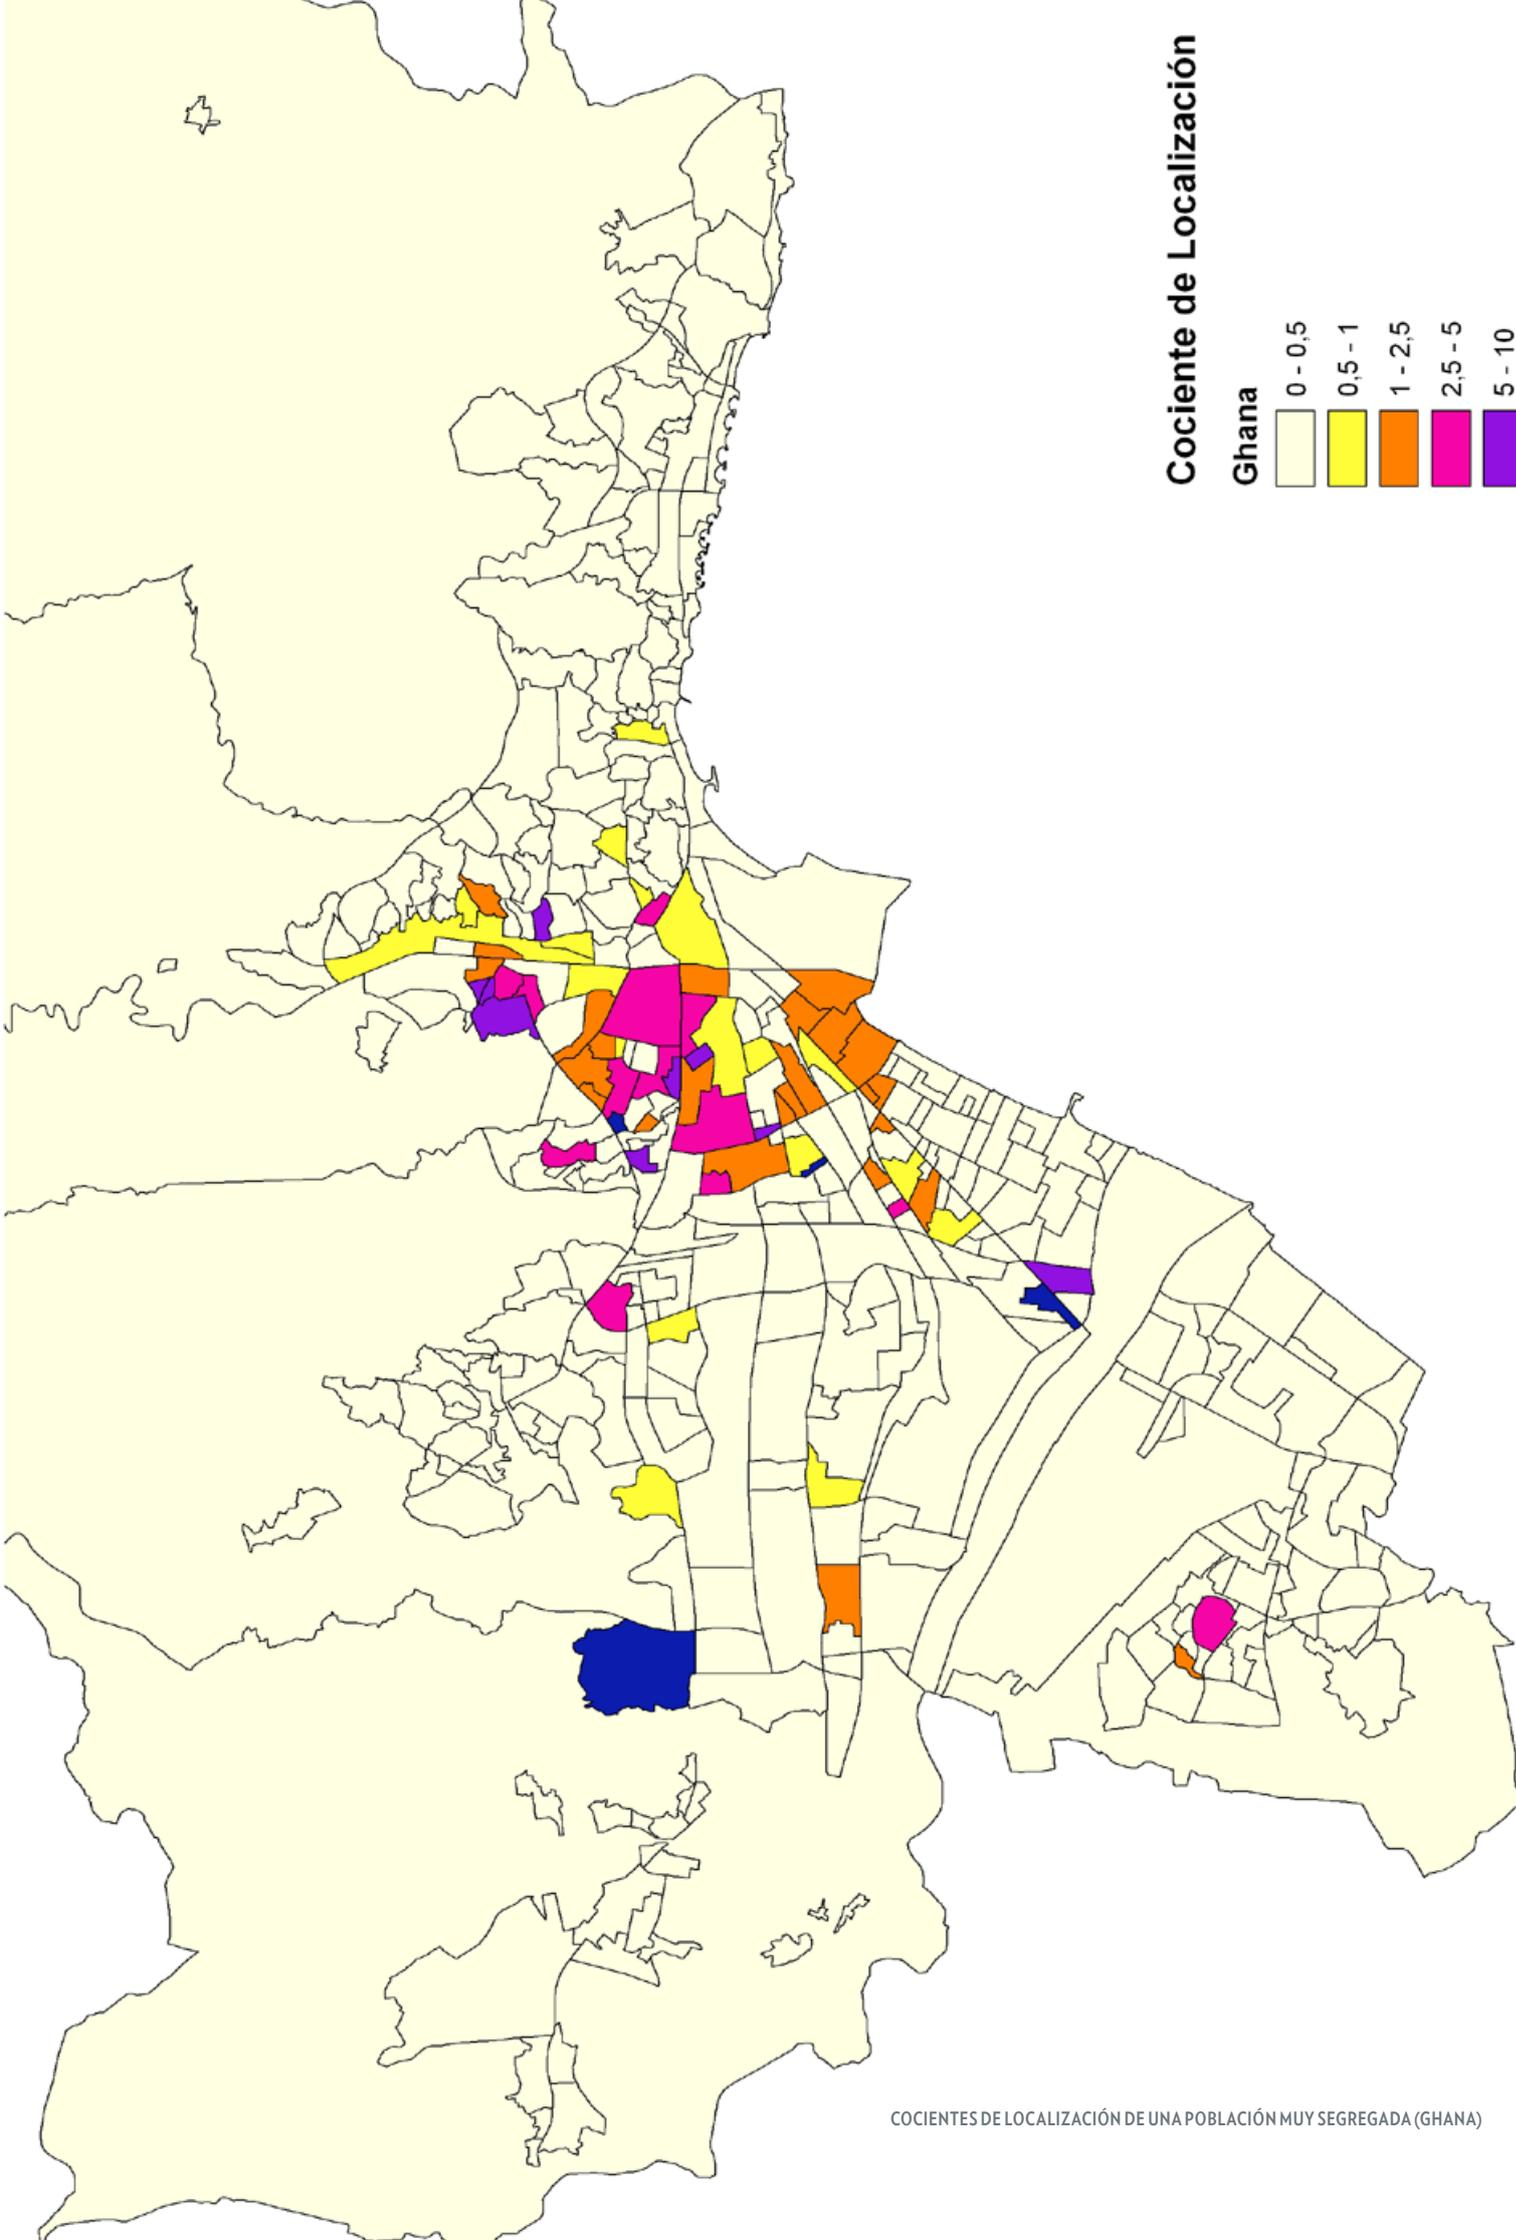 Cociente de Localización
Ghana
0 - 0,5
0,5 - 1
1 - 2,5
2,5 - 5
5 - 10
COCIENTES DE LOCALIZACIÓN DE UNA POBLACIÓN MUY SEGREGADA (GHANA)